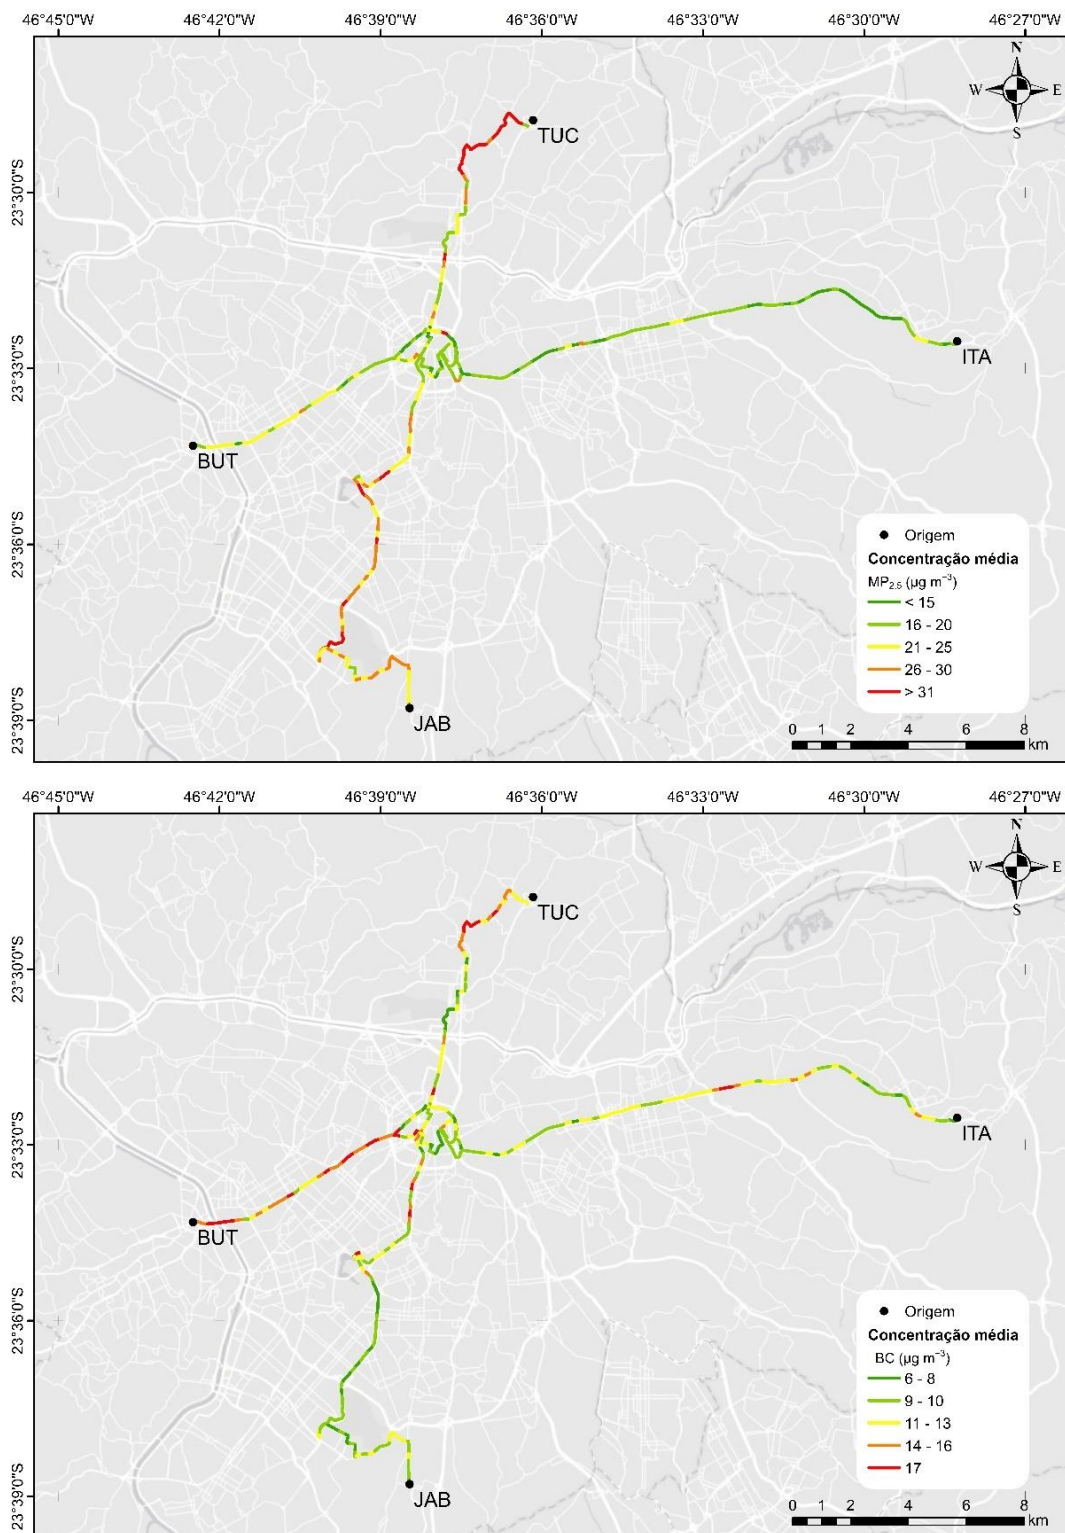 46°45'0"W 46°42'0"W 46°39'0"W 46°36'0"W 46°33'0"W 46°30'0"W 46°27'0"W
N
W E
S
TUC
23°30'0"S
ITA
23°33'0"S
BUT
23°36'0"S
Origem
Concentração média
MP2.5 (µg m⁻³)
< 15
16 - 20
21 - 25
26 - 30
> 31
23°39'0"S
JAB
0 1 2 4 6 8
km
46°45'0"W 46°42'0"W 46°39'0"W 46°36'0"W 46°33'0"W 46°30'0"W 46°27'0"W
N
W E
S
TUC
23°30'0"S
ITA
23°33'0"S
BUT
23°36'0"S
Origem
Concentração média
BC (µg m⁻³)
6 - 8
9 - 10
11 - 13
14 - 16
17
23°39'0"S
JAB
0 1 2 4 6 8
km